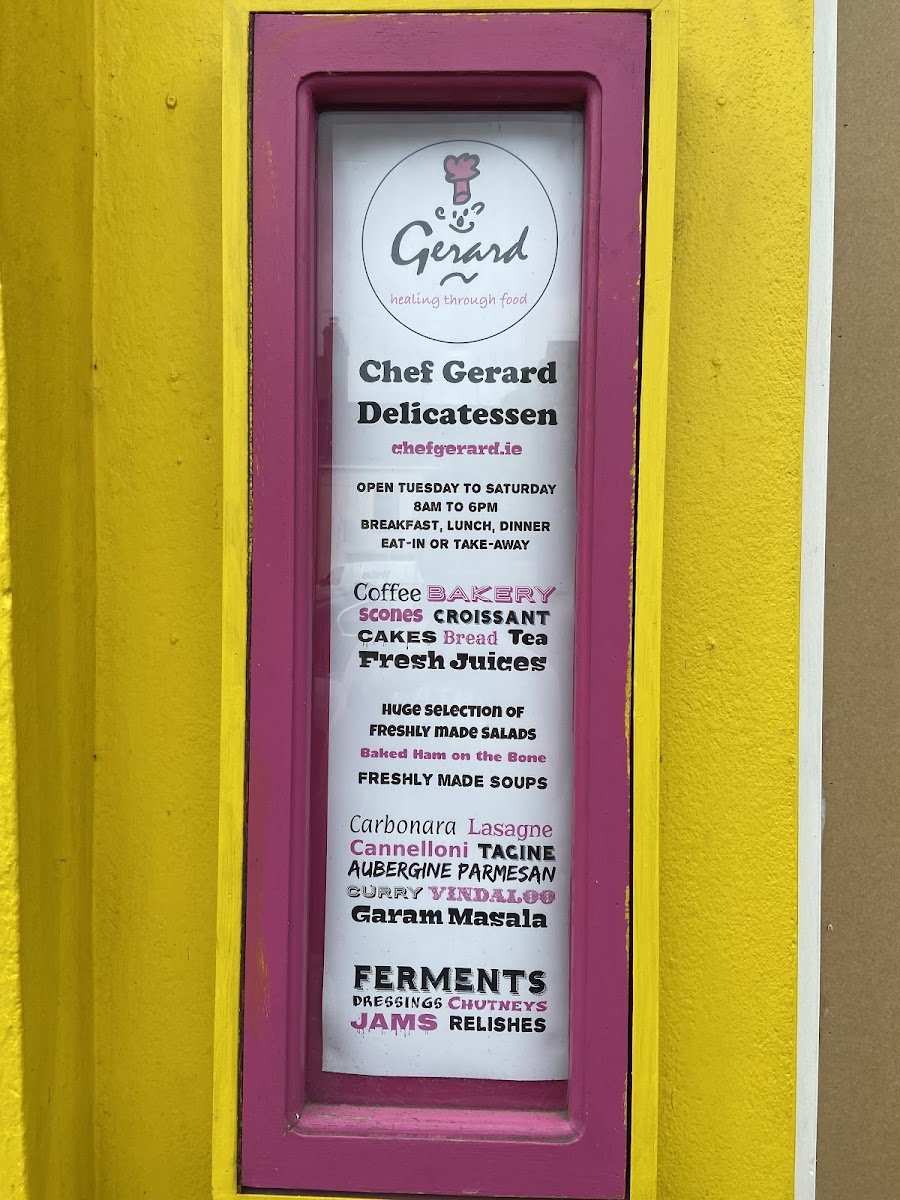 Gerard
healing through food
Chef Gerard
Delicatessen
chefgerard.ie
OPEN TUESDAY TO SATURDAY
8AM TO 6PM
BREAKFAST, LUNCH, DINNER
EAT-IN OR TAKE-AWAY
Coffee BAKERY
Scones CROISSANT
CAKES Bread Tea
Fresh Juices
HUGE SELECTION OF
FRESHLY MADE SALADS
Baked Ham on the Bone
FRESHLY MADE SOUPS
Carbonara Lasagne
Cannelloni TAGINE
AUBERGINE PARMESAN
CURRY VINDALOO
Garam Masala
FERMENTS
DRESSINGS CHUTNEYS
JAMS RELISHES